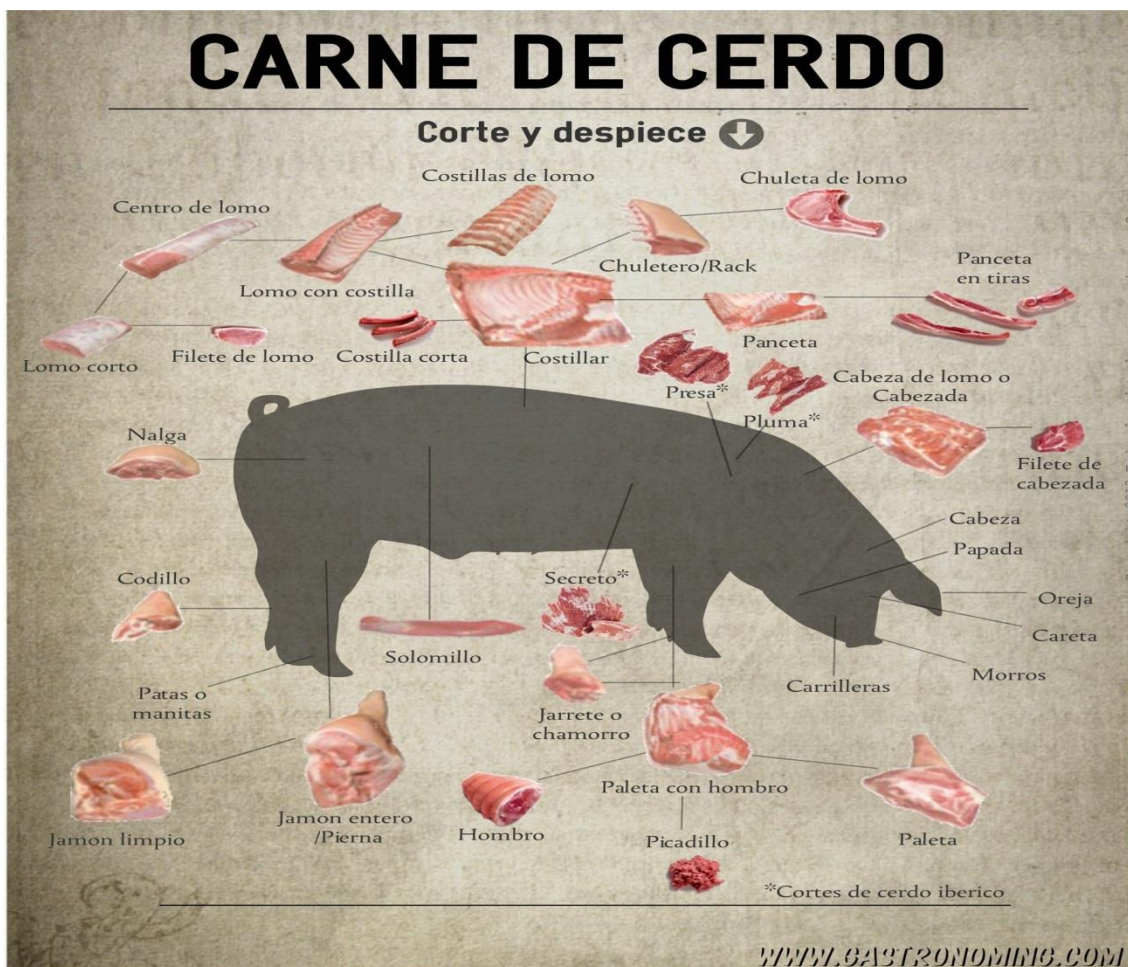 CARNE DE CERDO
Corte y despiece
Costillas de lomo
Chuleta de lomo
Centro de lomo
Chuletero/Rack
Panceta
en tiras
Lomo con costilla
Lomo corto
Filete de lomo
Costilla corta
Costillar
Panceta
Presa*
Pluma*
Cabeza de lomo o
Cabezada
Filete de
cabezada
Nalga
Cabeza
Papada
Codillo
Secreto*
Oreja
Careta
Solomillo
Morros
Carrilleras
Patas o
manitas
Jarrete o
chamorro
Paleta con hombro
Jamon limpio
Jamon entero
/Pierna
Hombro
Picadillo
Paleta
*Cortes de cerdo iberico
WWW.GASTRONOMING.COM